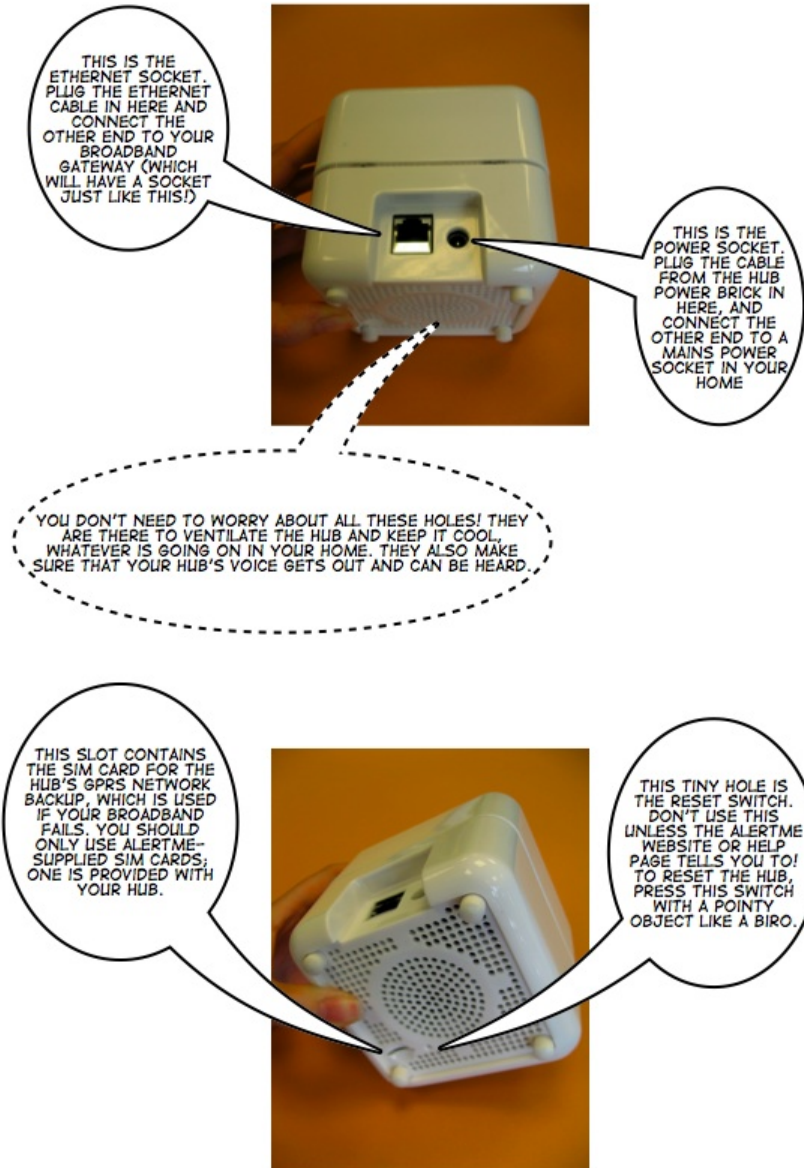 THIS IS THE
ETHERNET SOCKET.
PLUG THE ETHERNET
CABLE IN HERE AND
CONNECT THE
OTHER END TO YOUR
BROADBAND
GATEWAY (WHICH
WILL HAVE A SOCKET
JUST LIKE THIS!)
THIS IS THE
POWER SOCKET.
PLUG THE CABLE
FROM THE HUB
POWER BRICK IN
HERE, AND
CONNECT THE
OTHER END TO A
MAINS POWER
SOCKET IN YOUR
HOME
YOU DON'T NEED TO WORRY ABOUT ALL THESE HOLES! THEY
ARE THERE TO VENTILATE THE HUB AND KEEP IT COOL,
WHATEVER IS GOING ON IN YOUR HOME. THEY ALSO MAKE
SURE THAT YOUR HUB'S VOICE GETS OUT AND CAN BE HEARD.
THIS SLOT CONTAINS
THE SIM CARD FOR THE
HUB'S GPRS NETWORK
BACKUP, WHICH IS USED
IF YOUR BROADBAND
FAILS. YOU SHOULD
ONLY USE ALERTME-
SUPPLIED SIM CARDS;
ONE IS PROVIDED WITH
YOUR HUB.
THIS TINY HOLE IS
THE RESET SWITCH.
DON'T USE THIS
UNLESS THE ALERTME
WEBSITE OR HELP
PAGE TELLS YOU TO!
TO RESET THE HUB,
PRESS THIS SWITCH
WITH A POINTY
OBJECT LIKE A BIRO.